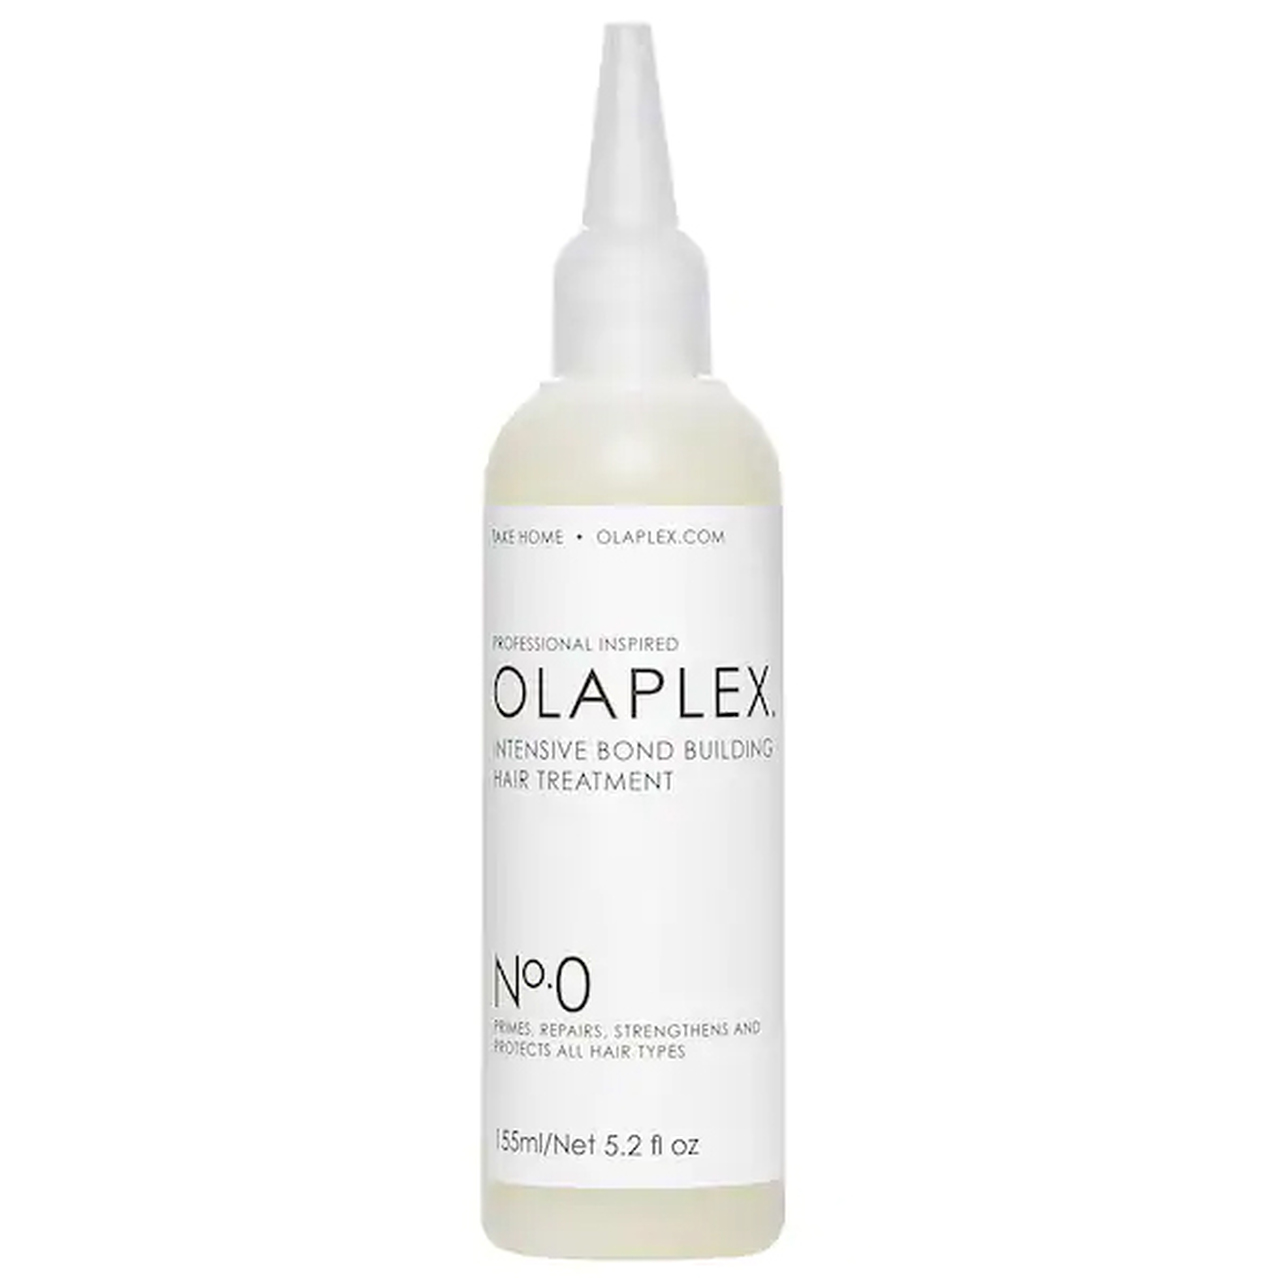 TAKE HOME • OLAPLEX.COM
PROFESSIONAL INSPIRED
OLAPLEX.
INTENSIVE BOND BUILDING
HAIR TREATMENT
Nº.0
PRIMES, REPAIRS, STRENGTHENS AND
PROTECTS ALL HAIR TYPES
155ml/Net 5.2 fl oz